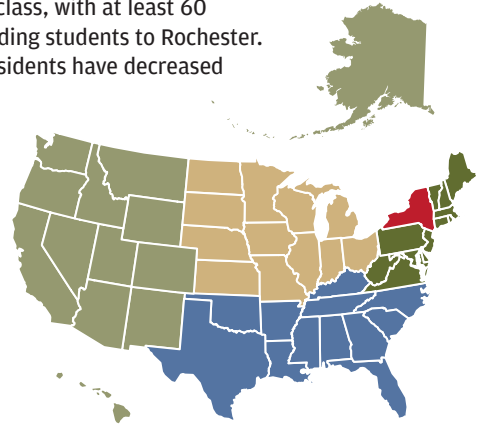 class, with at least 60
ding students to Rochester.
sidents have decreased